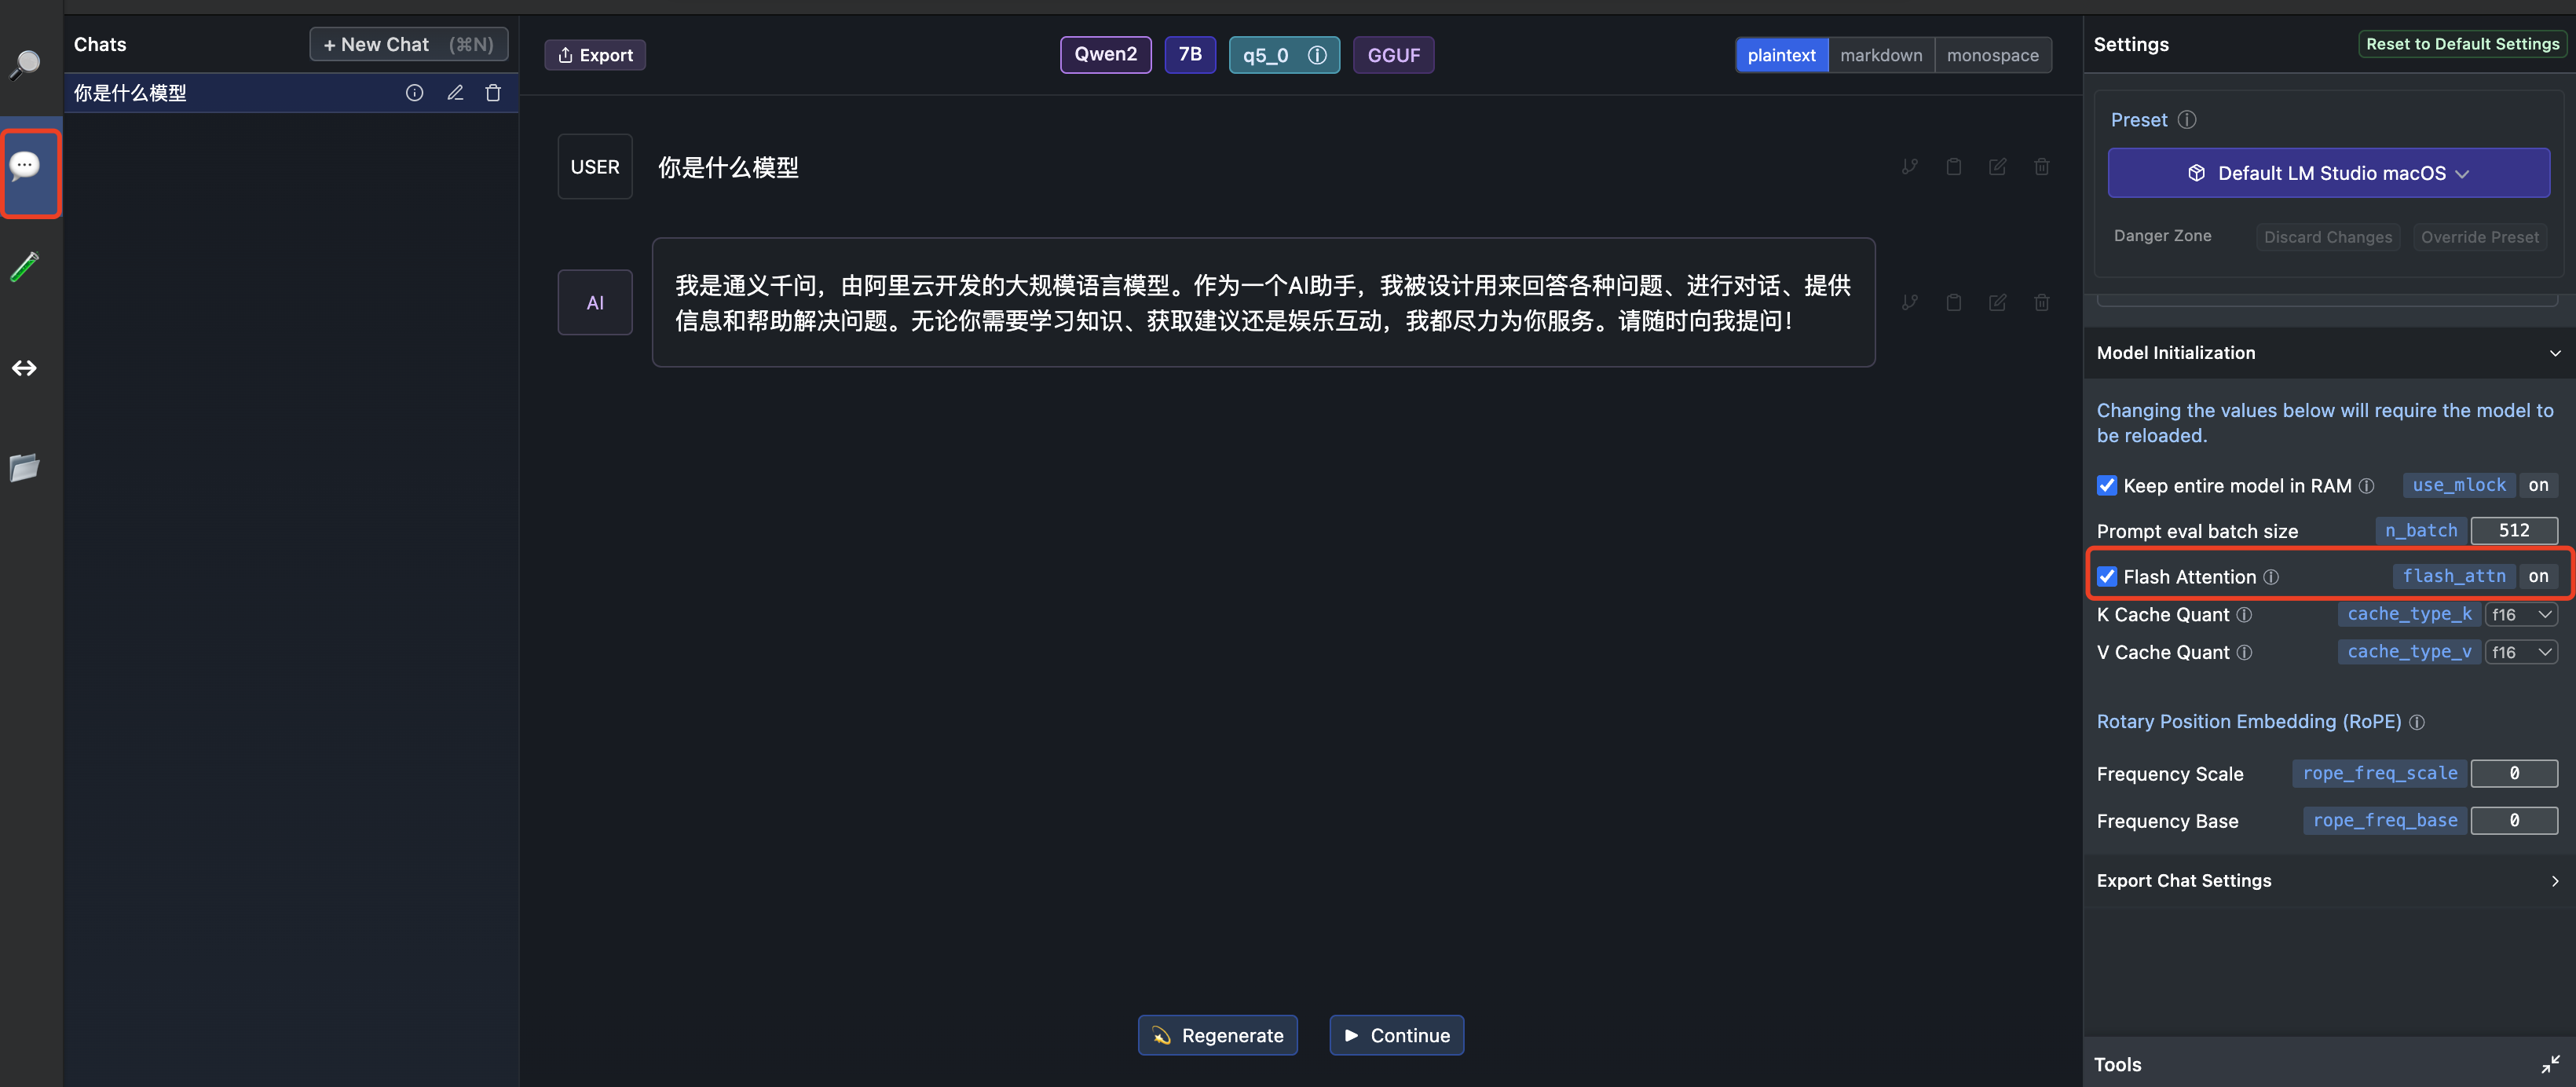 Chats
+ New Chat (⌘N)
你是什么模型
Export
Qwen2
7B
q5_0
GGUF
plaintext
markdown
monospace
USER
你是什么模型
AI
我是通义千问，由阿里云开发的大规模语言模型。作为一个AI助手，我被设计用来回答各种问题、进行对话、提供
信息和帮助解决问题。无论你需要学习知识、获取建议还是娱乐互动，我都尽力为你服务。请随时向我提问！
Regenerate
Continue
Settings
Reset to Default Settings
Preset
Default LM Studio macOS
Danger Zone
Discard Changes
Override Preset
Model Initialization
Changing the values below will require the model to
be reloaded.
Keep entire model in RAM use_mlock on
Prompt eval batch size n_batch 512
Flash Attention flash_attn on
K Cache Quant cache_type_k f16
V Cache Quant cache_type_v f16
Rotary Position Embedding (RoPE)
Frequency Scale rope_freq_scale 0
Frequency Base rope_freq_base 0
Export Chat Settings
Tools